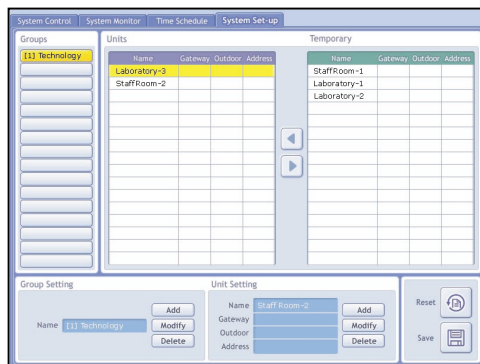 System Control System Monitor Time Schedule System Set-up
Groups
[1] Technology
Units
Name Gateway Outdoor Address
Laboratory-3
StaffRoom-2
Temporary
Name Gateway Outdoor Address
StaffRoom-1
Laboratory-1
Laboratory-2
Group Setting
Name [1] Technology
Add
Modify
Delete
Unit Setting
Name StaffRoom-2
Gateway
Outdoor
Address
Add
Modify
Delete
Reset
Save